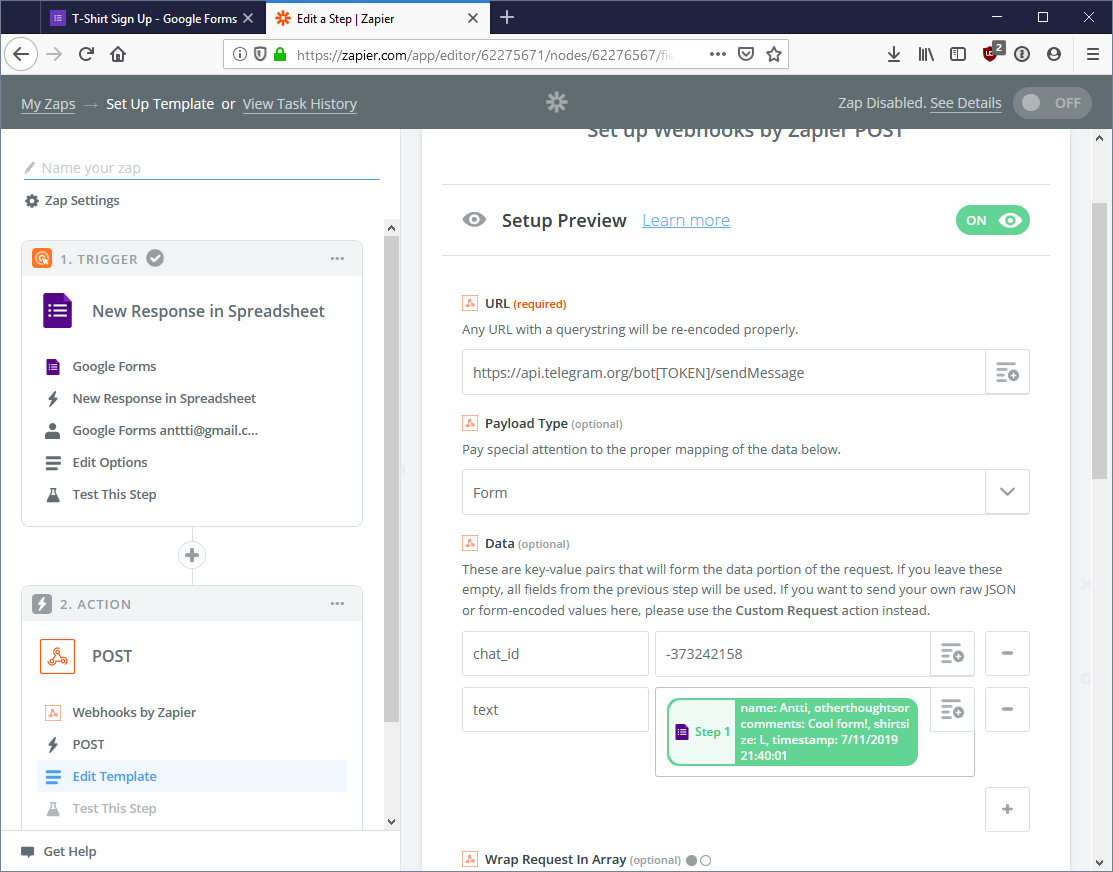 T-Shirt Sign Up - Google Forms
Edit a Step | Zapier
https://zapier.com/app/editor/62275671/nodes/62276567/fie
2
My Zaps → Set Up Template or View Task History
Zap Disabled. See Details
OFF
Name your zap
Zap Settings
1. TRIGGER
New Response in Spreadsheet
Google Forms
New Response in Spreadsheet
Google Forms anttti@gmail.c...
Edit Options
Test This Step
2. ACTION
POST
Webhooks by Zapier
POST
Edit Template
Test This Step
Get Help
Set up Webhooks by Zapier POST
Setup Preview Learn more
ON
URL (required)
Any URL with a querystring will be re-encoded properly.
https://api.telegram.org/bot[TOKEN]/sendMessage
Payload Type (optional)
Pay special attention to the proper mapping of the data below.
Form
Data (optional)
These are key-value pairs that will form the data portion of the request. If you leave these
empty, all fields from the previous step will be used. If you want to send your own raw JSON
or form-encoded values here, please use the Custom Request action instead.
chat_id
-373242158
text
Step 1
name: Antti, otherthoughtsor
comments: Cool form!, shirtsi
ze: L, timestamp: 7/11/2019
21:40:01
Wrap Request In Array (optional)